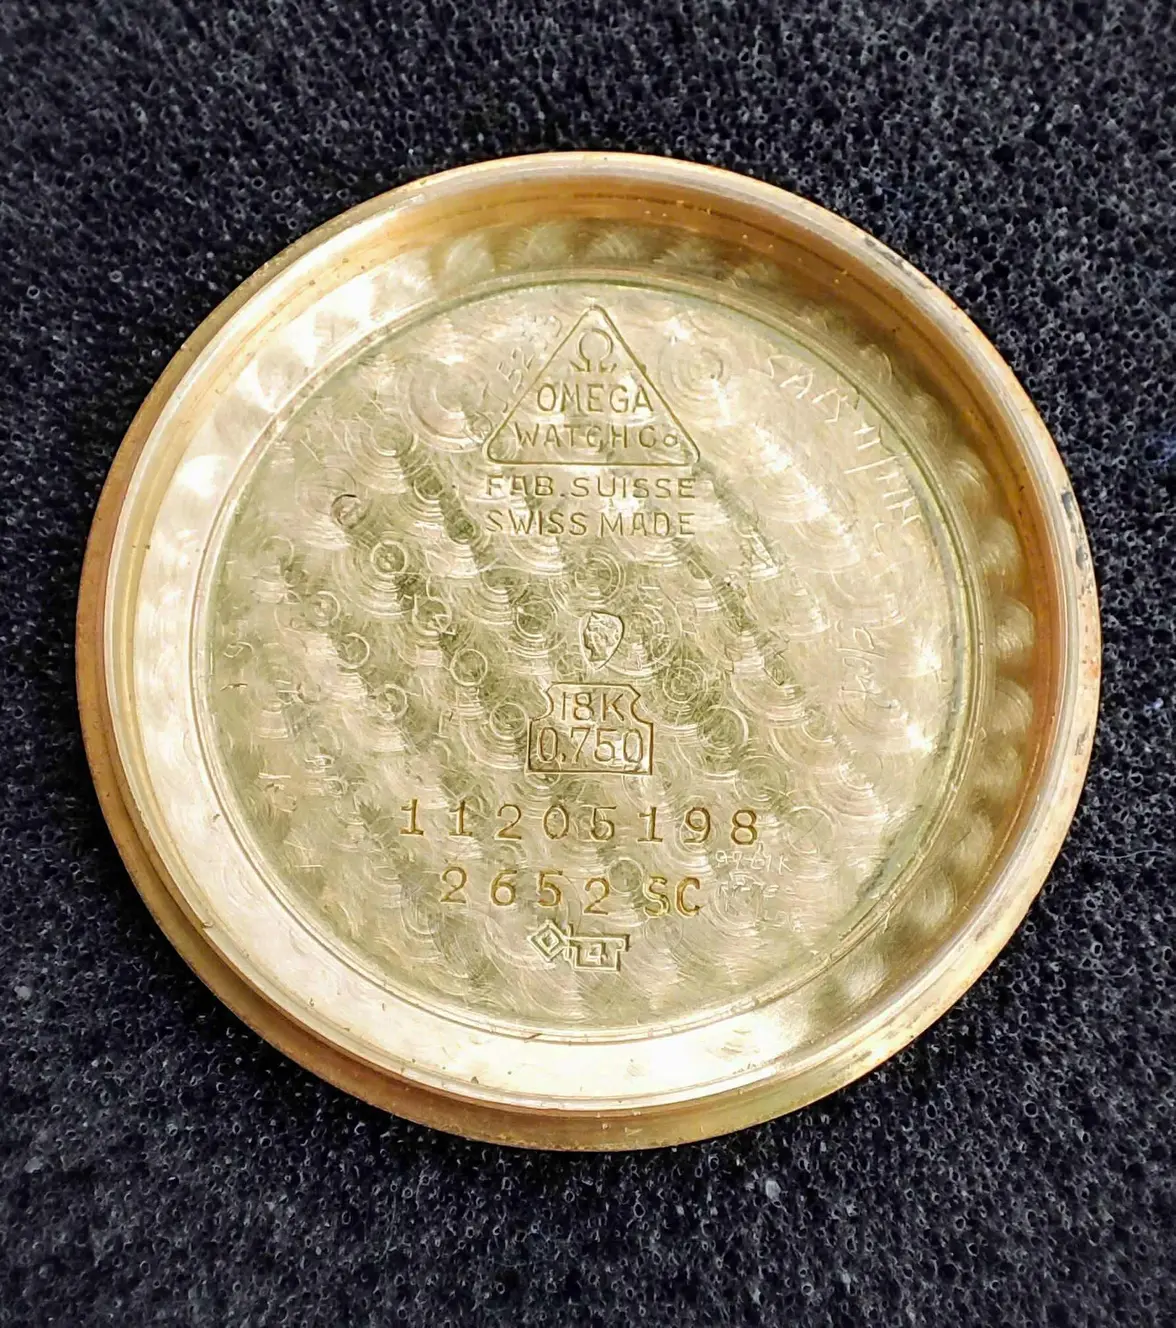 Ω
OMEGA
WATCH Co
FAB. SUISSE
SWISS MADE
18K
0,750
11205198
2652 SC